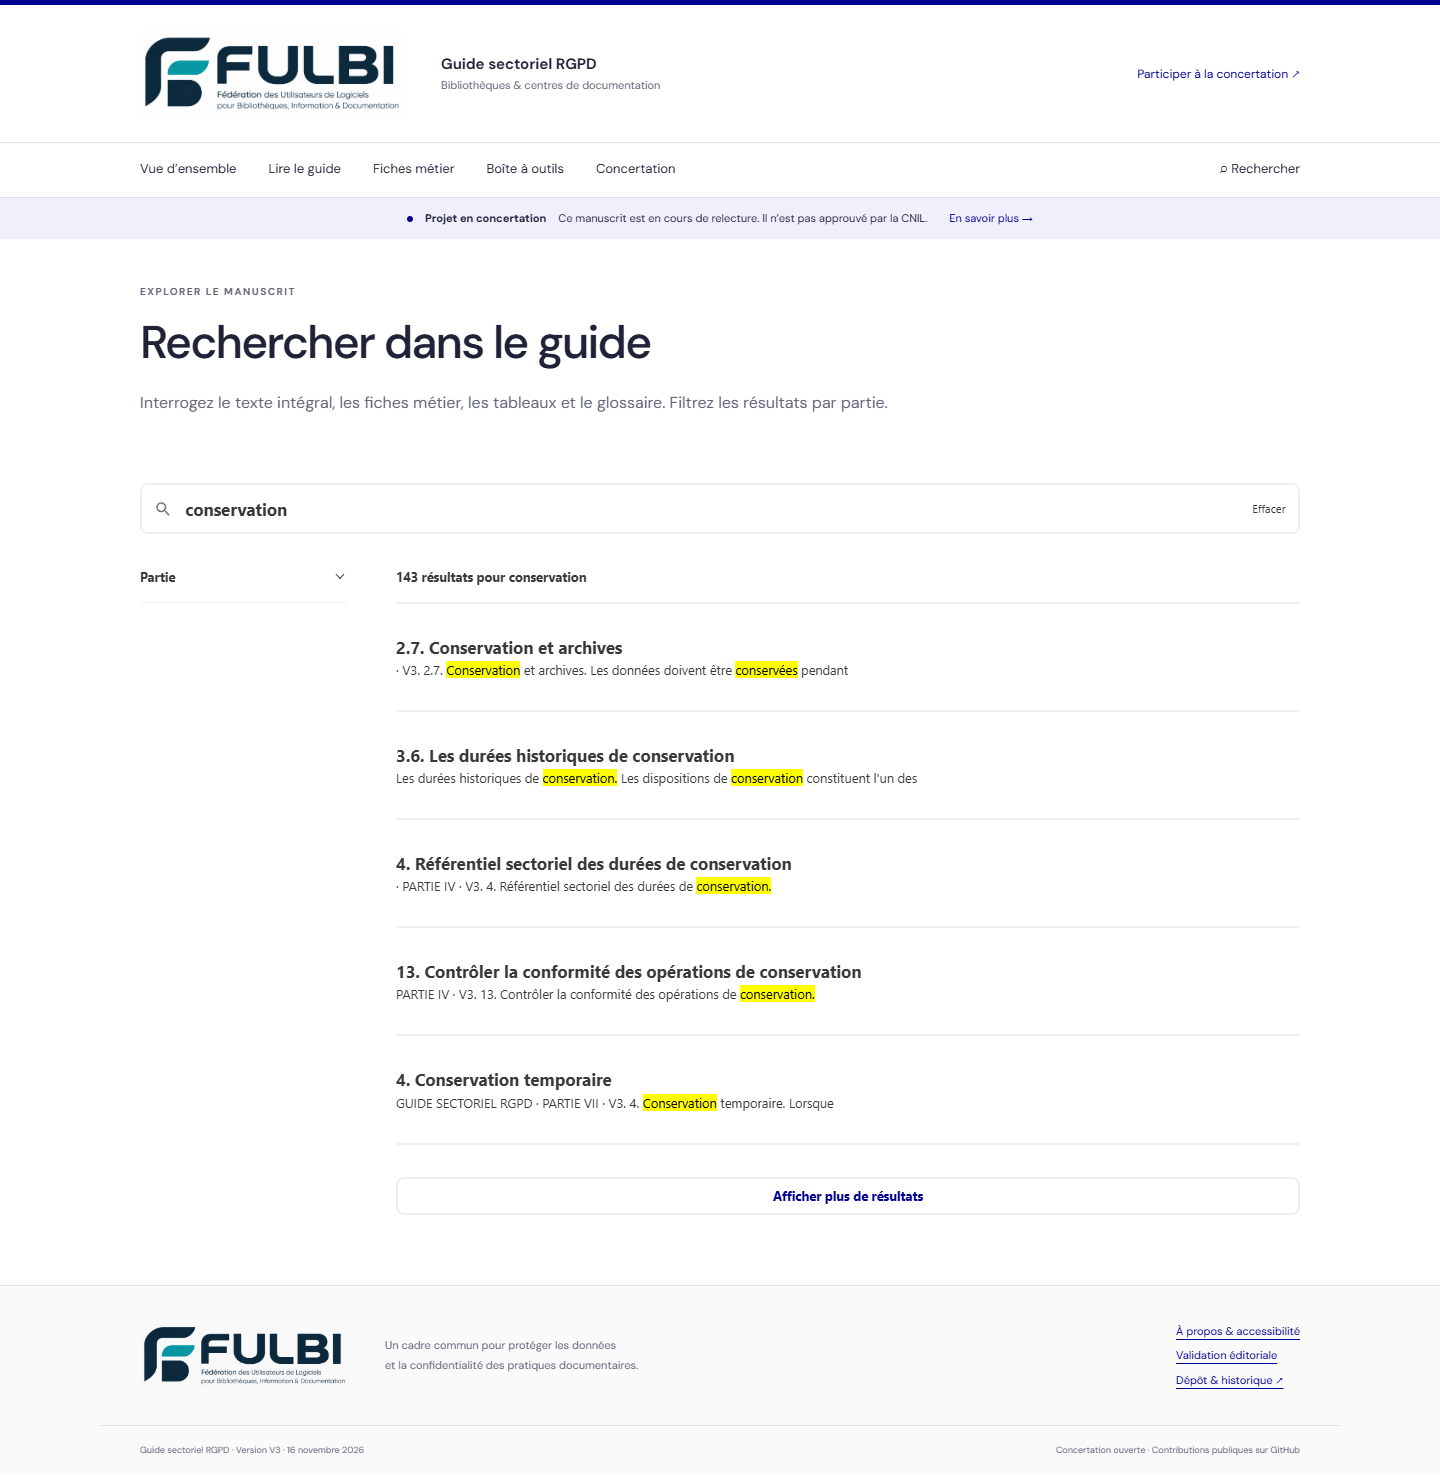 FULBI
Fédération des Utilisateurs de Logiciels
pour Bibliothèques, Information & Documentation
Guide sectoriel RGPD
Bibliothèques & centres de documentation
Participer à la concertation ↗
Vue d’ensemble
Lire le guide
Fiches métier
Boîte à outils
Concertation
⌕ Rechercher
Projet en concertation Ce manuscrit est en cours de relecture. Il n’est pas approuvé par la CNIL. En savoir plus →
EXPLORER LE MANUSCRIT
Rechercher dans le guide
Interrogez le texte intégral, les fiches métier, les tableaux et le glossaire. Filtrez les résultats par partie.
conservation
Effacer
Partie
143 résultats pour conservation
2.7. Conservation et archives
· V3. 2.7. Conservation et archives. Les données doivent être conservées pendant
3.6. Les durées historiques de conservation
Les durées historiques de conservation. Les dispositions de conservation constituent l'un des
4. Référentiel sectoriel des durées de conservation
· PARTIE IV · V3. 4. Référentiel sectoriel des durées de conservation.
13. Contrôler la conformité des opérations de conservation
PARTIE IV · V3. 13. Contrôler la conformité des opérations de conservation.
4. Conservation temporaire
GUIDE SECTORIEL RGPD · PARTIE VII · V3. 4. Conservation temporaire. Lorsque
Afficher plus de résultats
FULBI
Fédération des Utilisateurs de Logiciels
pour Bibliothèques, Information & Documentation
Un cadre commun pour protéger les données
et la confidentialité des pratiques documentaires.
À propos & accessibilité
Validation éditoriale
Dépôt & historique ↗
Guide sectoriel RGPD · Version V3 · 16 novembre 2026
Concertation ouverte · Contributions publiques sur GitHub